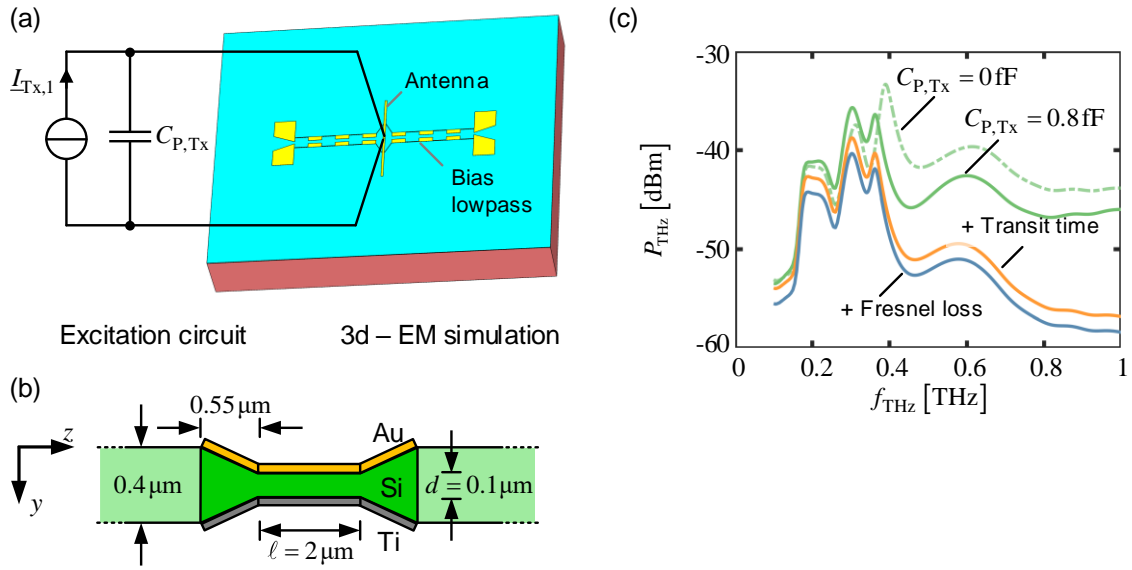 (a)
I_Tx,1
C_P,Tx
Antenna
Bias
lowpass
Excitation circuit
3d – EM simulation
(b)
z
y
0.55 μm
0.4 μm
Au
Si
Ti
d = 0.1 μm
ℓ = 2 μm
(c)
-30
-40
-50
-60
P_THz [dBm]
C_P,Tx = 0 fF
C_P,Tx = 0.8 fF
+ Transit time
+ Fresnel loss
0
0.2
0.4
0.6
0.8
1
f_THz [THz]